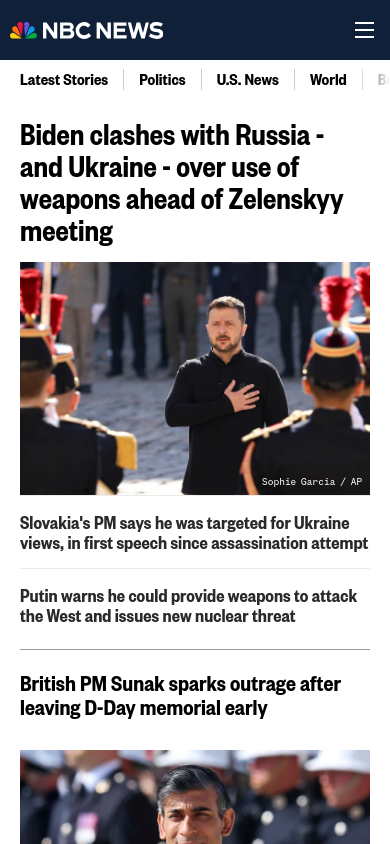 NBC NEWS
Latest Stories
Politics
U.S. News
World
Biden clashes with Russia -
and Ukraine - over use of
weapons ahead of Zelenskyy
meeting
Sophie Garcia / AP
Slovakia's PM says he was targeted for Ukraine
views, in first speech since assassination attempt
Putin warns he could provide weapons to attack
the West and issues new nuclear threat
British PM Sunak sparks outrage after
leaving D-Day memorial early